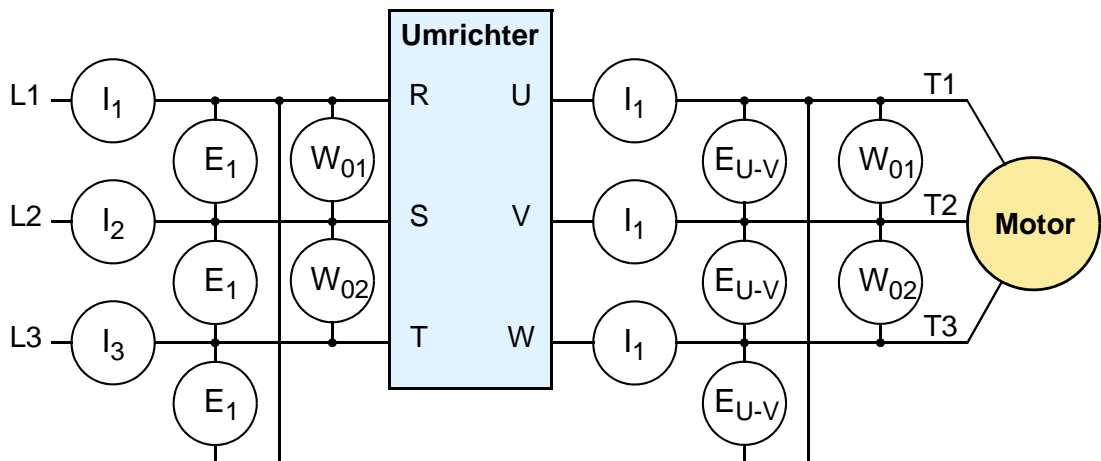 Umrichter
L1 I1 R U I1 T1
E1 W01 EU-V W01
L2 I2 S V I1 T2 Motor
E1 W02 EU-V W02
L3 I3 T W I1 T3
E1 EU-V